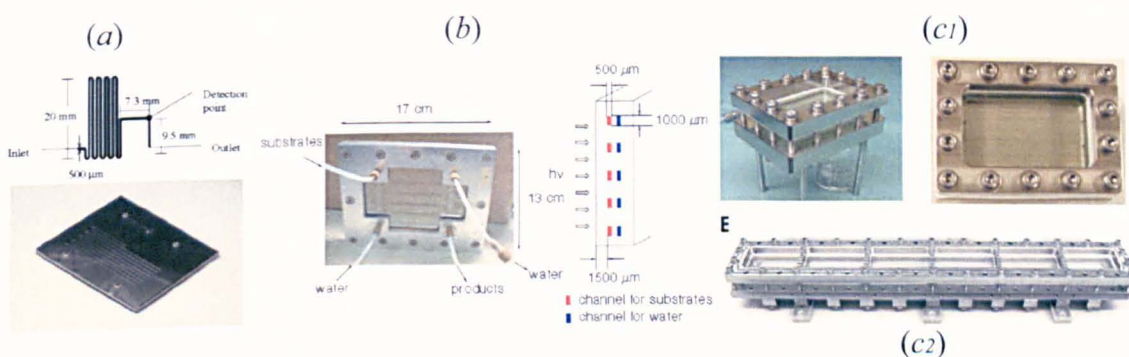 (a)
7.3 mm
Detection
point
20 mm
9.5 mm
Inlet
Outlet
500 μm
(b)
17 cm
substrates
13 cm
water
products
water
500 μm
1000 μm
hν
1500 μm
channel for substrates
channel for water
(c1)
E
(c2)